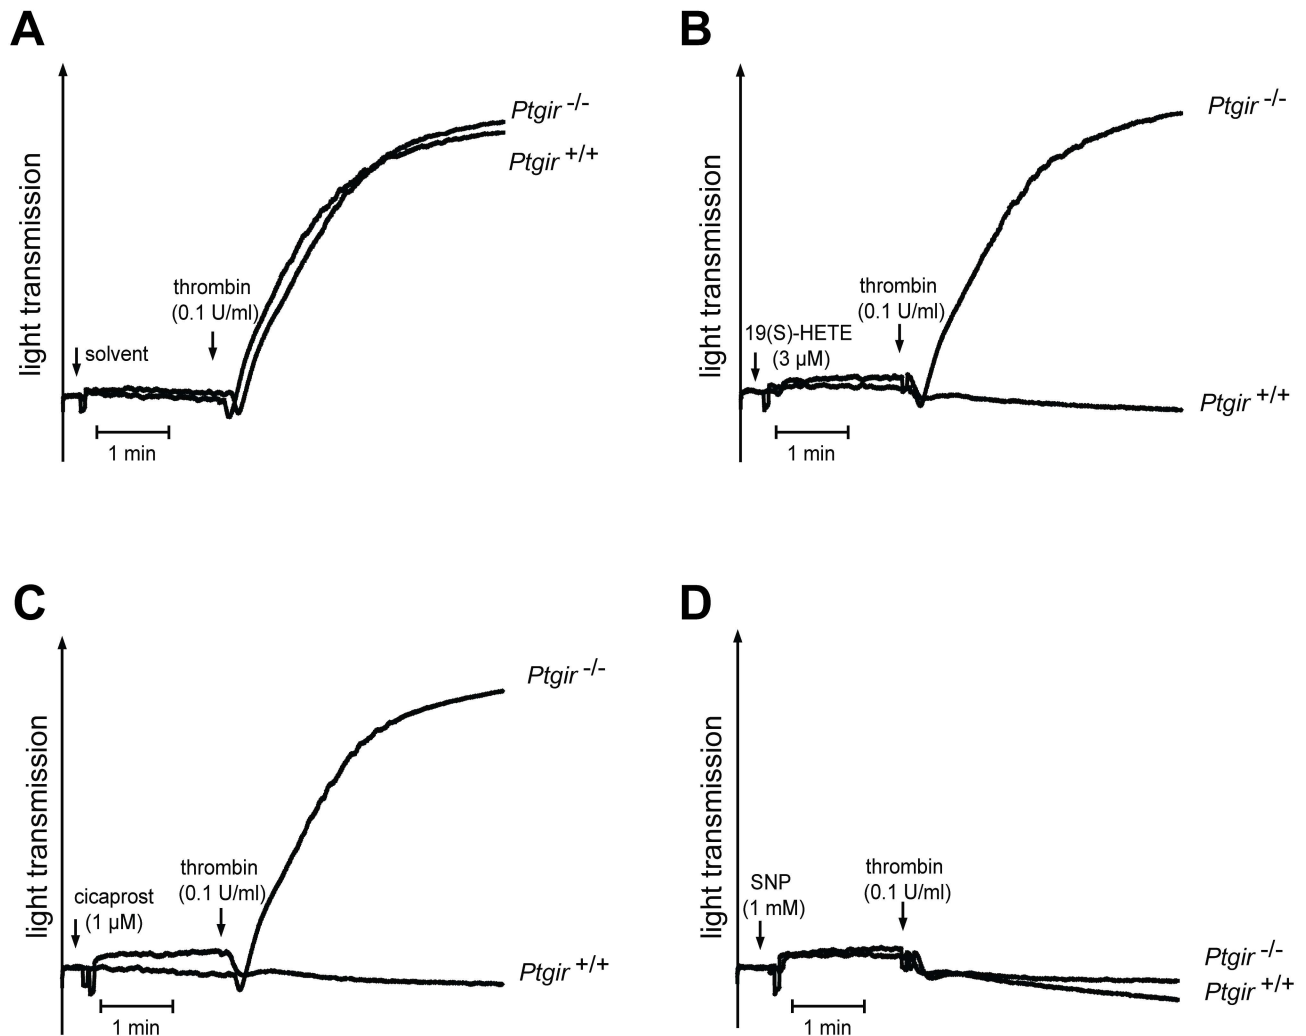 A
light transmission
solvent
thrombin
(0.1 U/ml)
1 min
Ptgir -/-
Ptgir +/+
B
light transmission
19(S)-HETE
(3 µM)
thrombin
(0.1 U/ml)
1 min
Ptgir -/-
Ptgir +/+
C
light transmission
cicaprost
(1 µM)
thrombin
(0.1 U/ml)
1 min
Ptgir -/-
Ptgir +/+
D
light transmission
SNP
(1 mM)
thrombin
(0.1 U/ml)
1 min
Ptgir -/-
Ptgir +/+